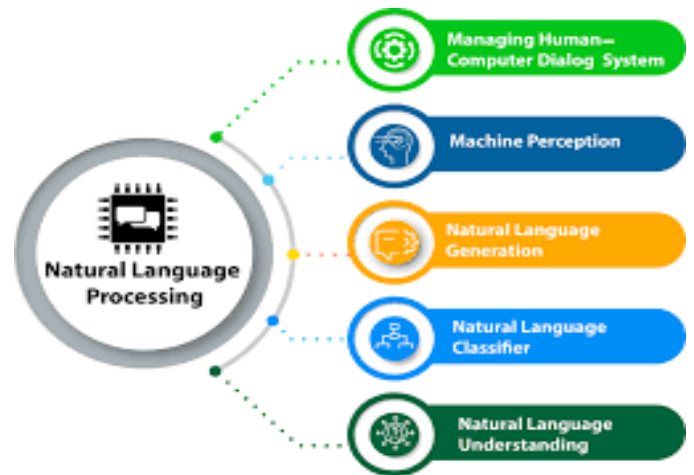 Natural Language
Processing
Managing Human—
Computer Dialog System
Machine Perception
Natural Language
Generation
Natural Language
Classifier
Natural Language
Understanding